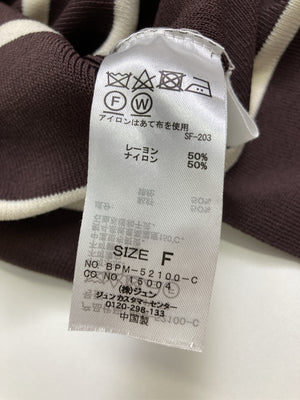 F W
アイロンはあて布を使用
SF-203
レーヨン 50%
ナイロン 50%
SIZE F
NO BPM-52100-C
CO NO 15004
(株)ジュン
ジュンカスタマーセンター
0120-298-133
中国製